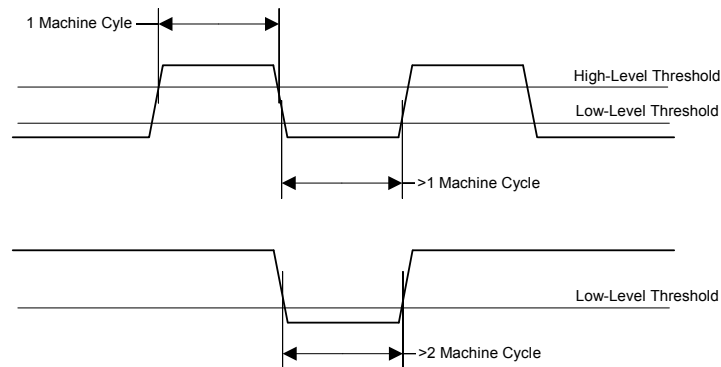 1 Machine Cyle
High-Level Threshold
Low-Level Threshold
>1 Machine Cycle
Low-Level Threshold
>2 Machine Cycle